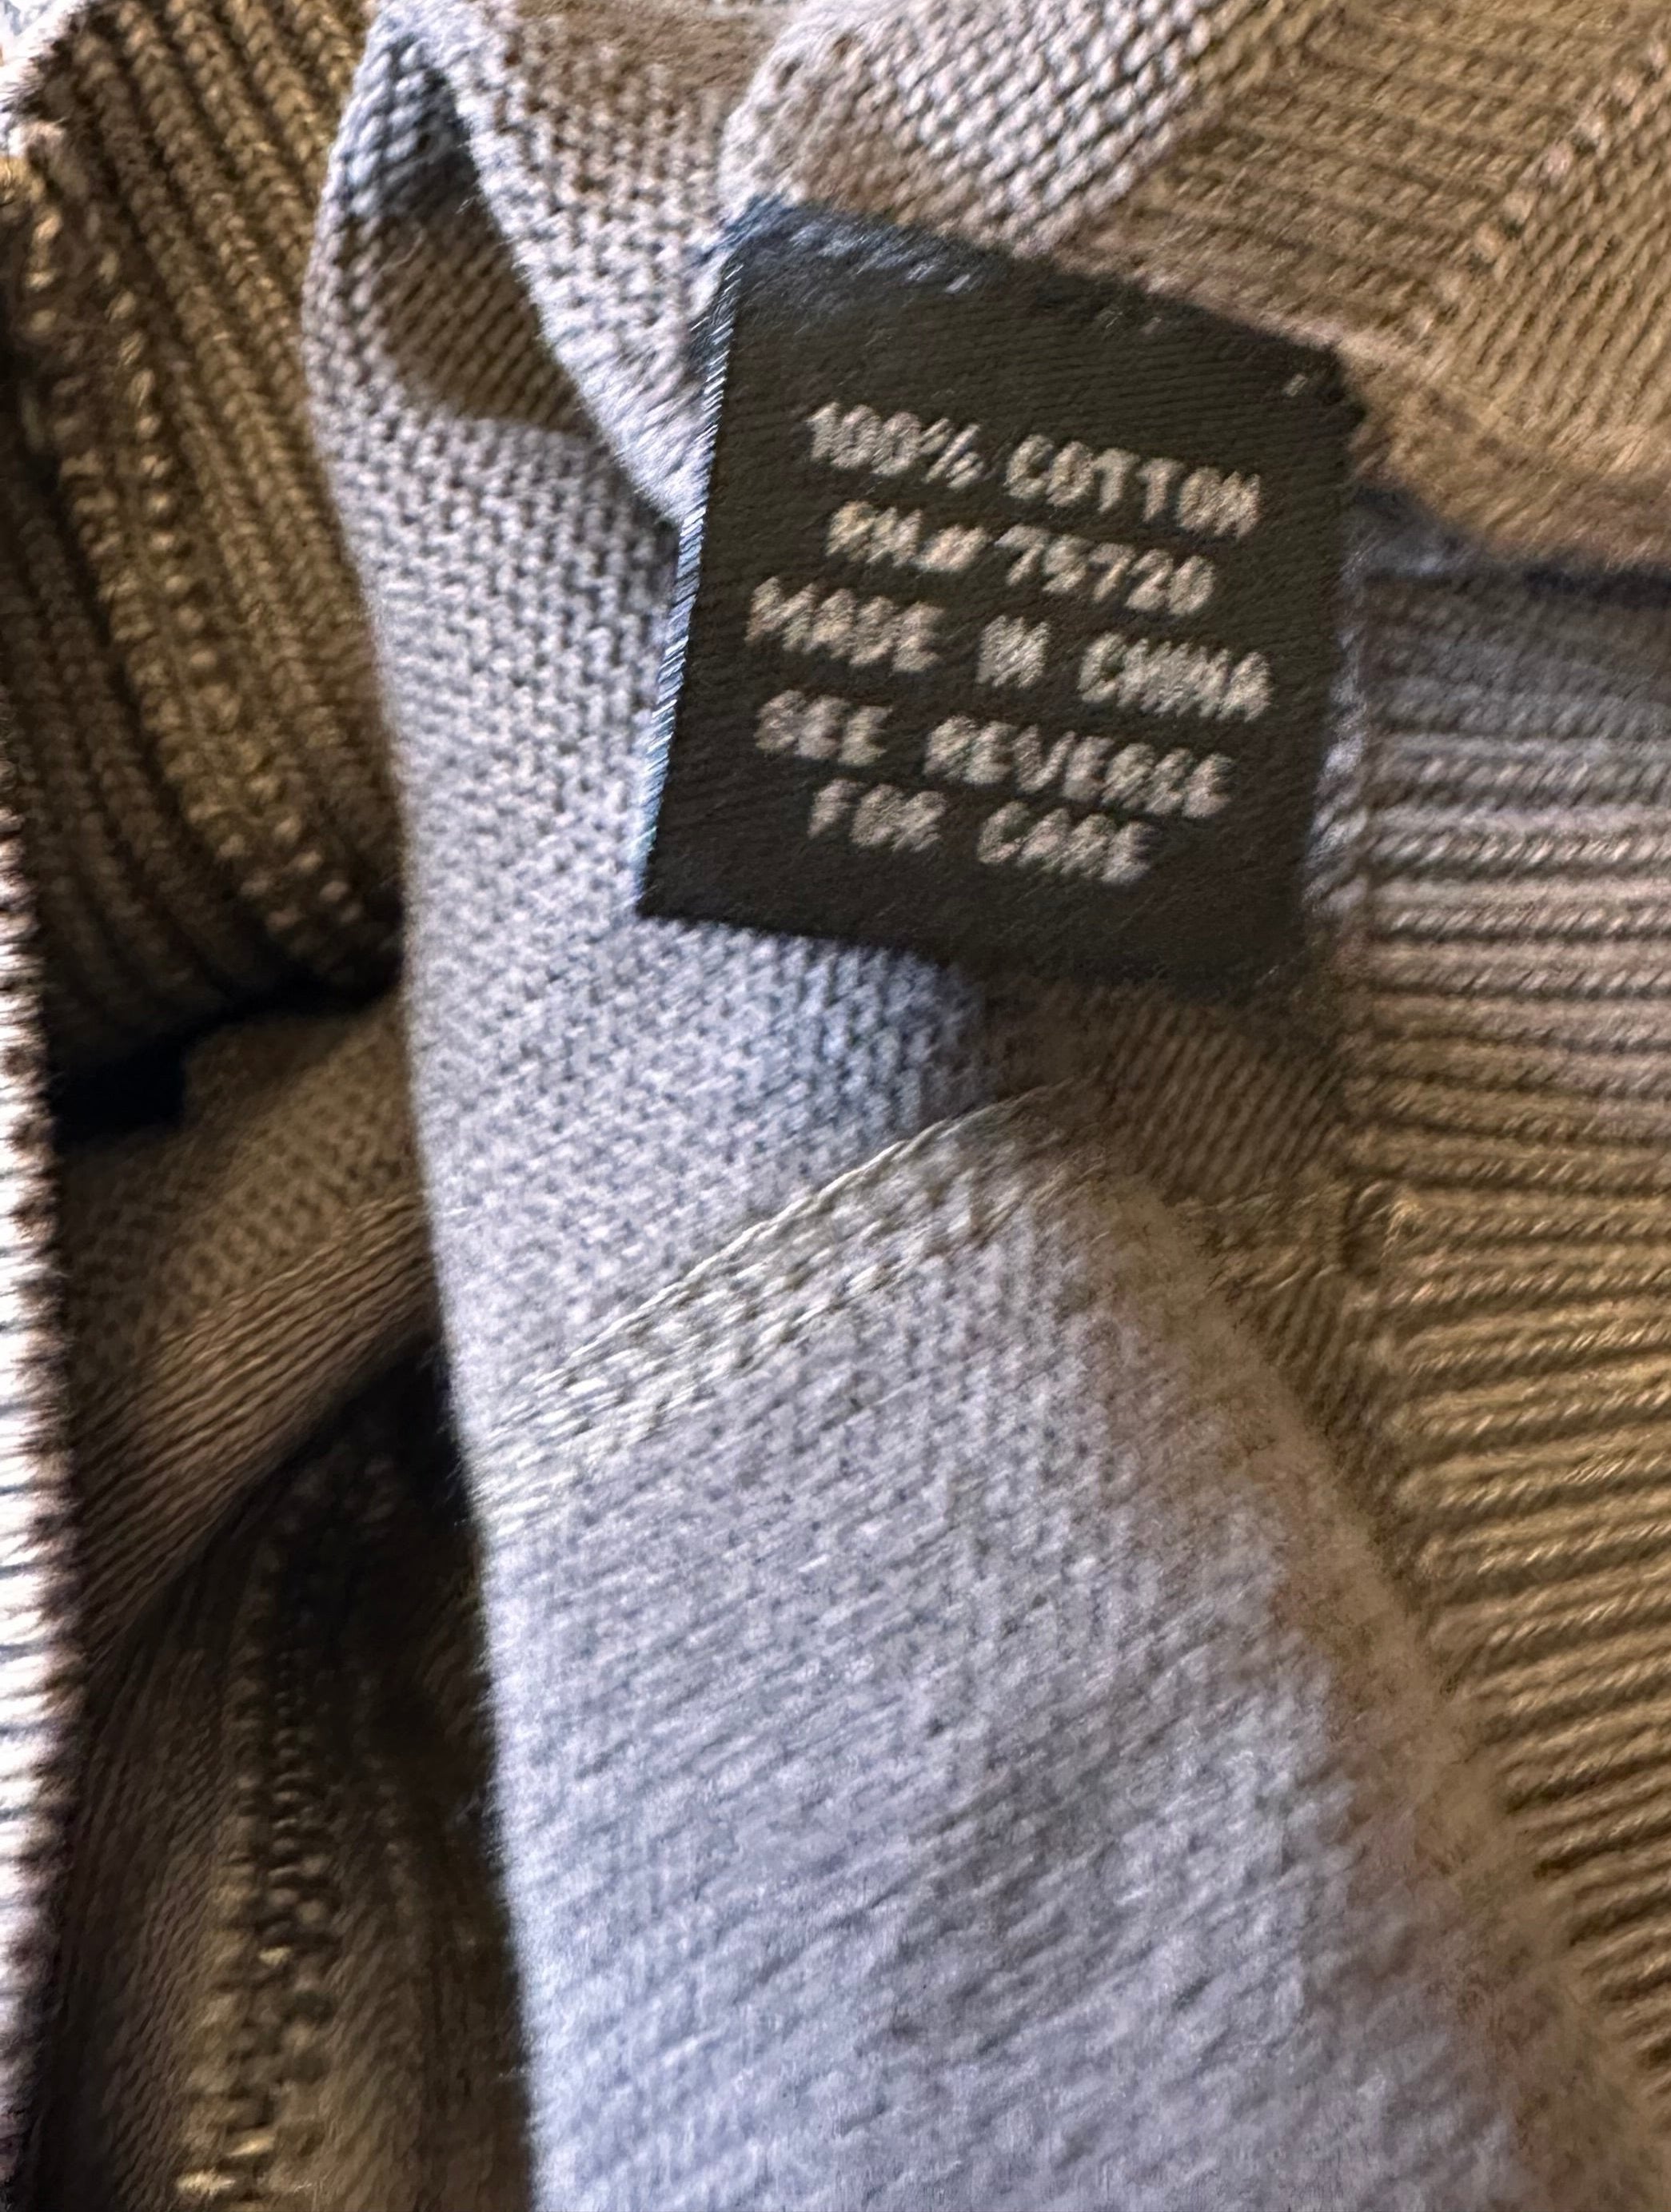 100% COTTON
RN# 75720
MADE IN CHINA
SEE REVERSE
FOR CARE